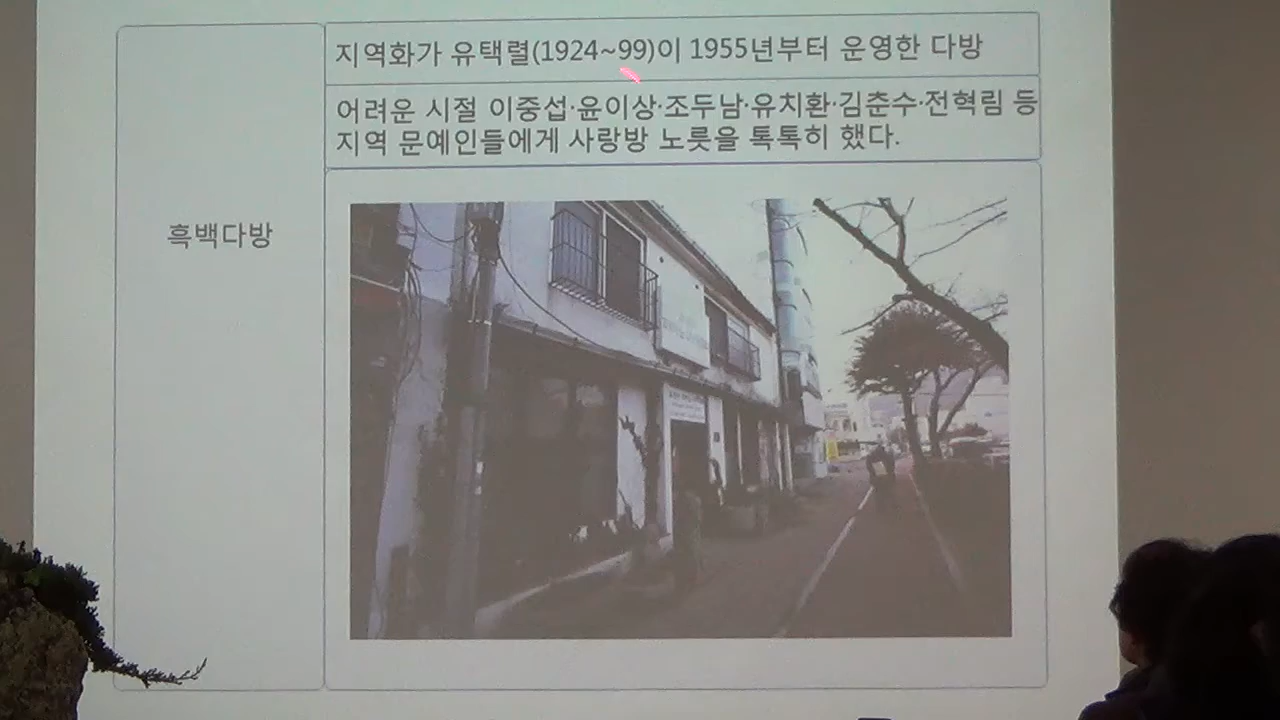 지역화가 유택렬(1924~99)이 1955년부터 운영한 다방
어려운 시절 이중섭·윤이상·조두남·유치환·김춘수·전혁림 등
지역 문예인들에게 사랑방 노릇을 톡톡히 했다.
흑백다방